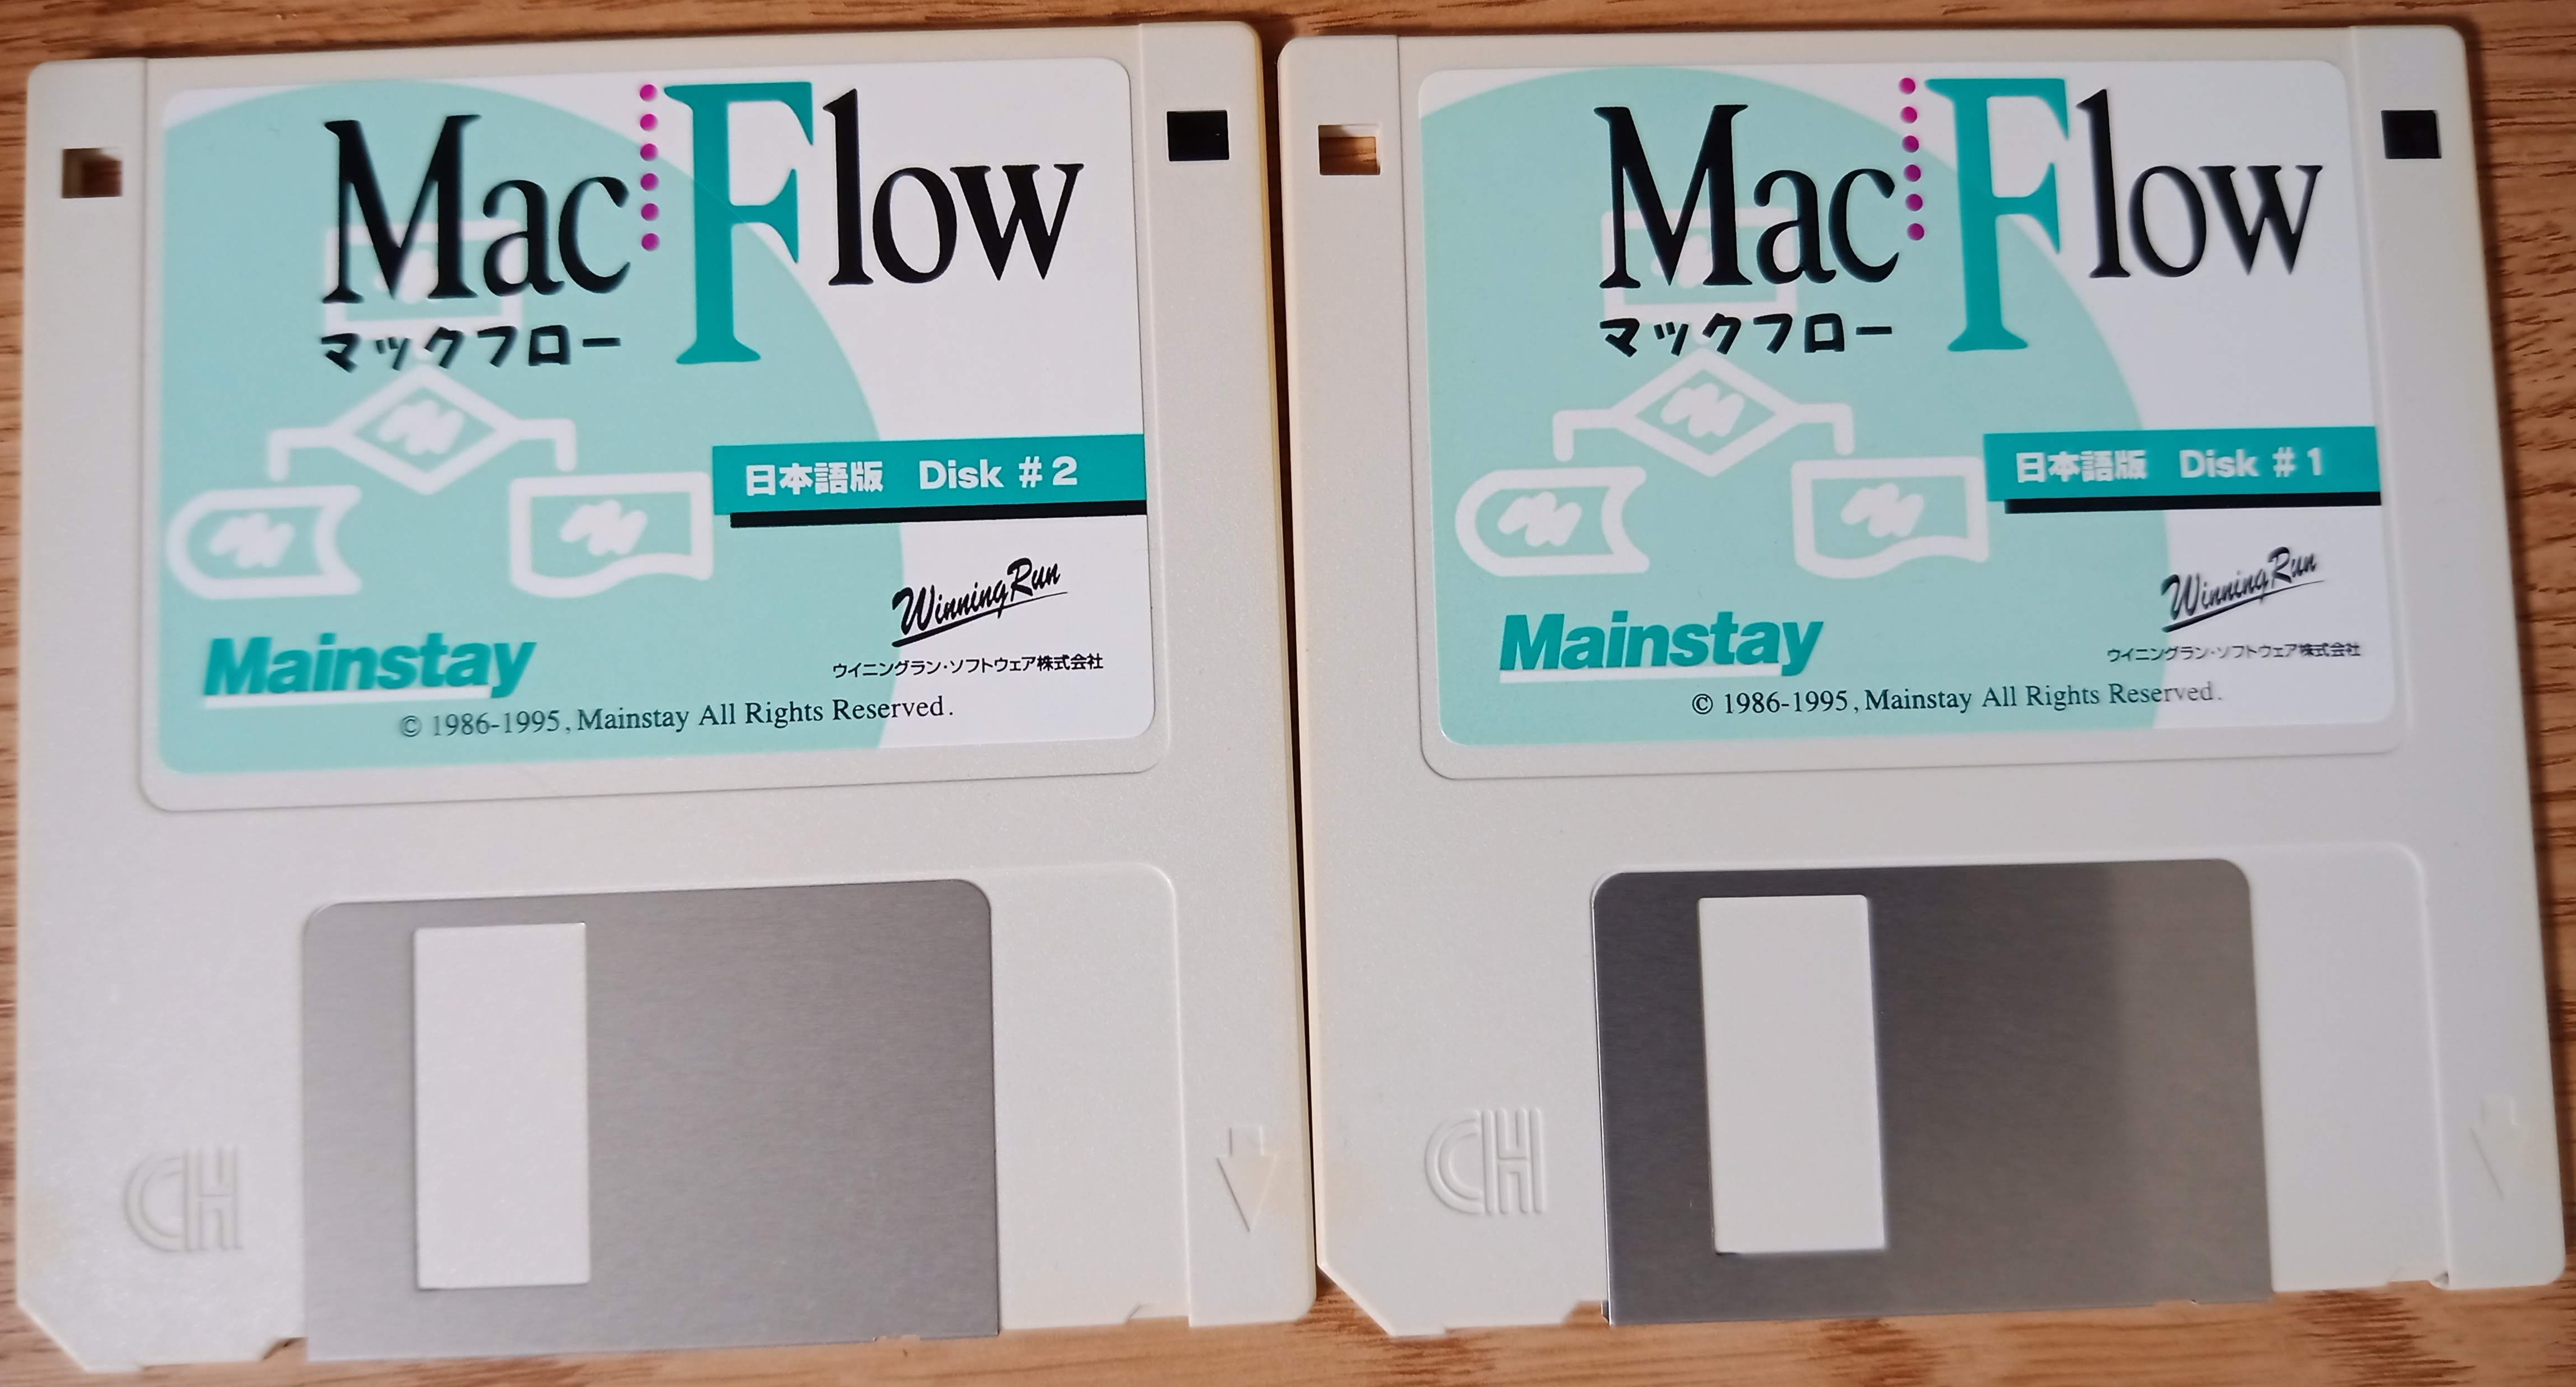 Mac Flow
マックフロー
日本語版 Disk #2
WinningRun
Mainstay
ウイニングラン・ソフトウェア株式会社
© 1986-1995, Mainstay All Rights Reserved.
CH
Mac Flow
マックフロー
日本語版 Disk #1
WinningRun
Mainstay
ウイニングラン・ソフトウェア株式会社
© 1986-1995, Mainstay All Rights Reserved.
CH